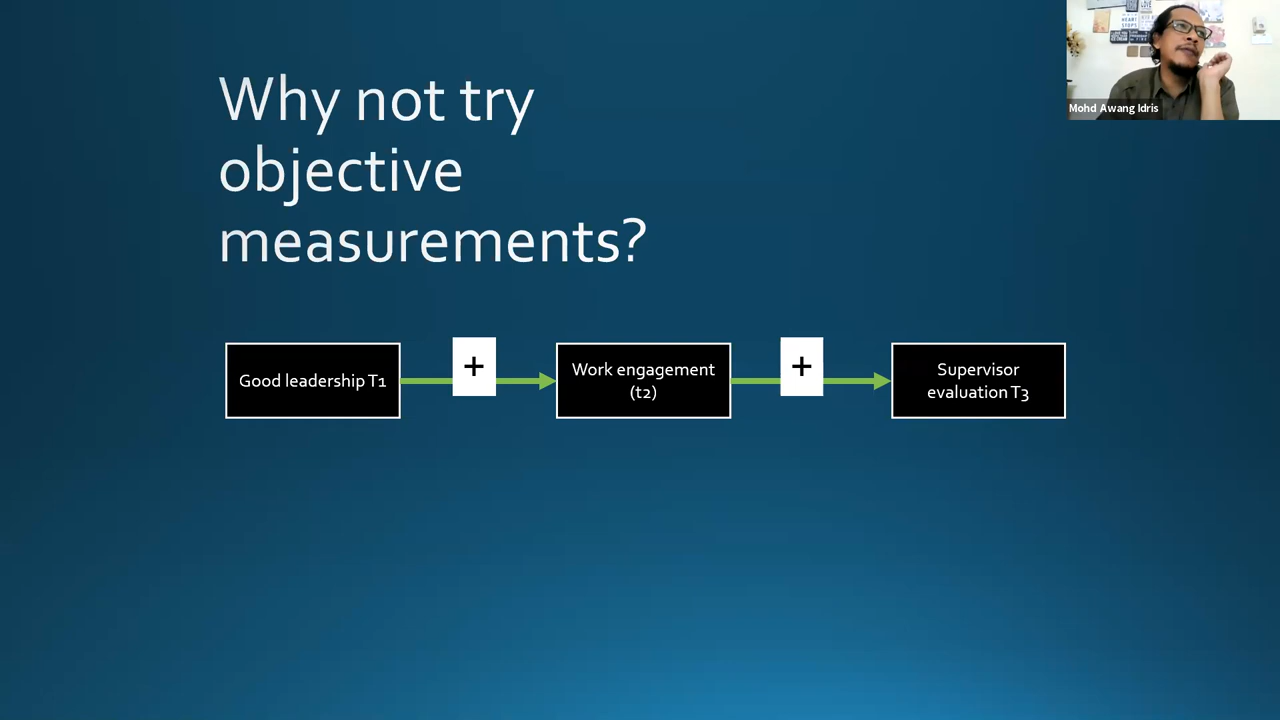 Why not try
objective
measurements?
Mohd Awang Idris
Good leadership T1
+
Work engagement
(t2)
+
Supervisor
evaluation T3